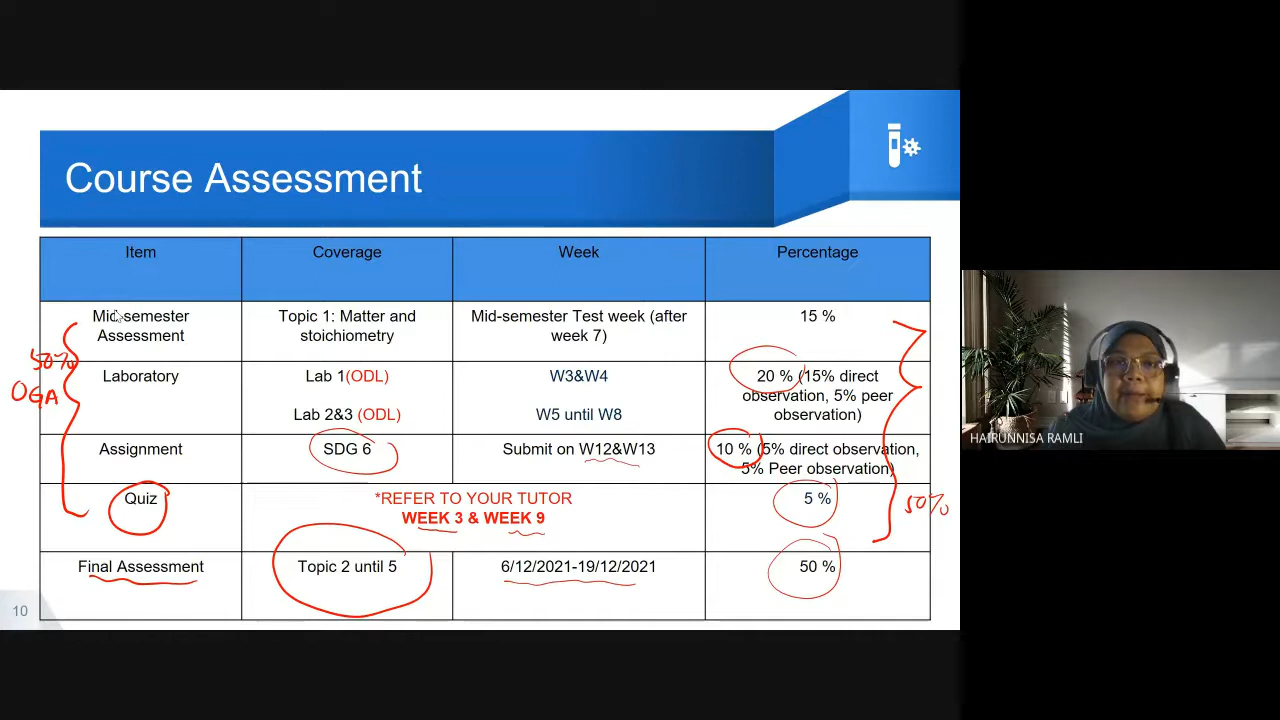 Course Assessment
Item
Coverage
Week
Percentage
Mid-semester
Assessment
Topic 1: Matter and
stoichiometry
Mid-semester Test week (after
week 7)
15 %
50%
OGA
Laboratory
Lab 1(ODL)
Lab 2&3 (ODL)
W3&W4
W5 until W8
20 % (15% direct
observation, 5% peer
observation)
Assignment
SDG 6
Submit on W12&W13
10 % (5% direct observation,
5% Peer observation)
Quiz
*REFER TO YOUR TUTOR
WEEK 3 & WEEK 9
5 %
50%
Final Assessment
Topic 2 until 5
6/12/2021-19/12/2021
50 %
10
HAIRUNNISA RAMLI